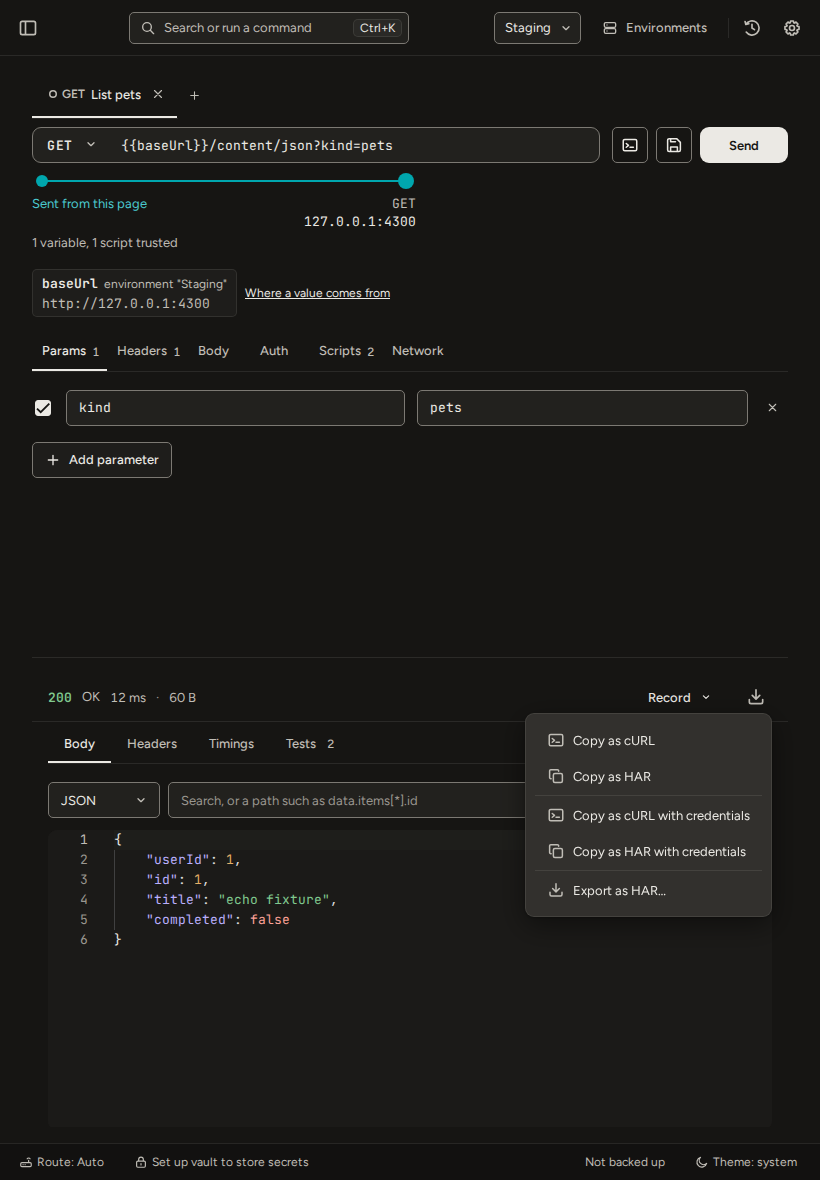 Search or run a command Ctrl+K Staging Environments
GET List pets
GET {{baseUrl}}/content/json?kind=pets Send
Sent from this page GET
127.0.0.1:4300
1 variable, 1 script trusted
baseUrl environment "Staging"
http://127.0.0.1:4300
Where a value comes from
Params 1 Headers 1 Body Auth Scripts 2 Network
kind pets
Add parameter
200 OK 12 ms · 60 B Record
Body Headers Timings Tests 2
JSON Search, or a path such as data.items[*].id
Copy as cURL
Copy as HAR
Copy as cURL with credentials
Copy as HAR with credentials
Export as HAR...
1 {
2 "userId": 1,
3 "id": 1,
4 "title": "echo fixture",
5 "completed": false
6 }
Route: Auto Set up vault to store secrets Not backed up Theme: system